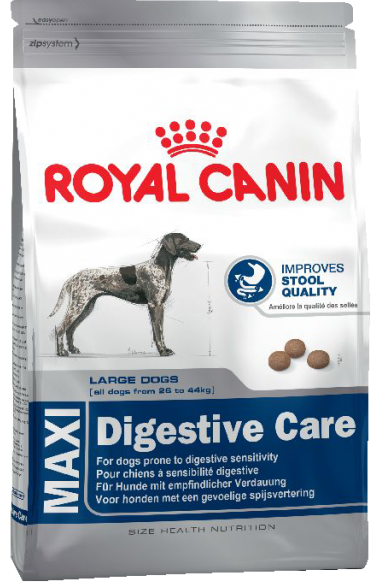 easyopen
zipsystem
ROYAL CANIN
IMPROVES
STOOL
QUALITY
Améliore la qualité des selles
LARGE DOGS
[all dogs from 26 to 44kg]
MAXI
Digestive Care
For dogs prone to digestive sensitivity
Pour chiens à sensibilité digestive
Für Hunde mit empfindlicher Verdauung
Voor honden met een gevoelige spijsvertering
SIZE HEALTH NUTRITION